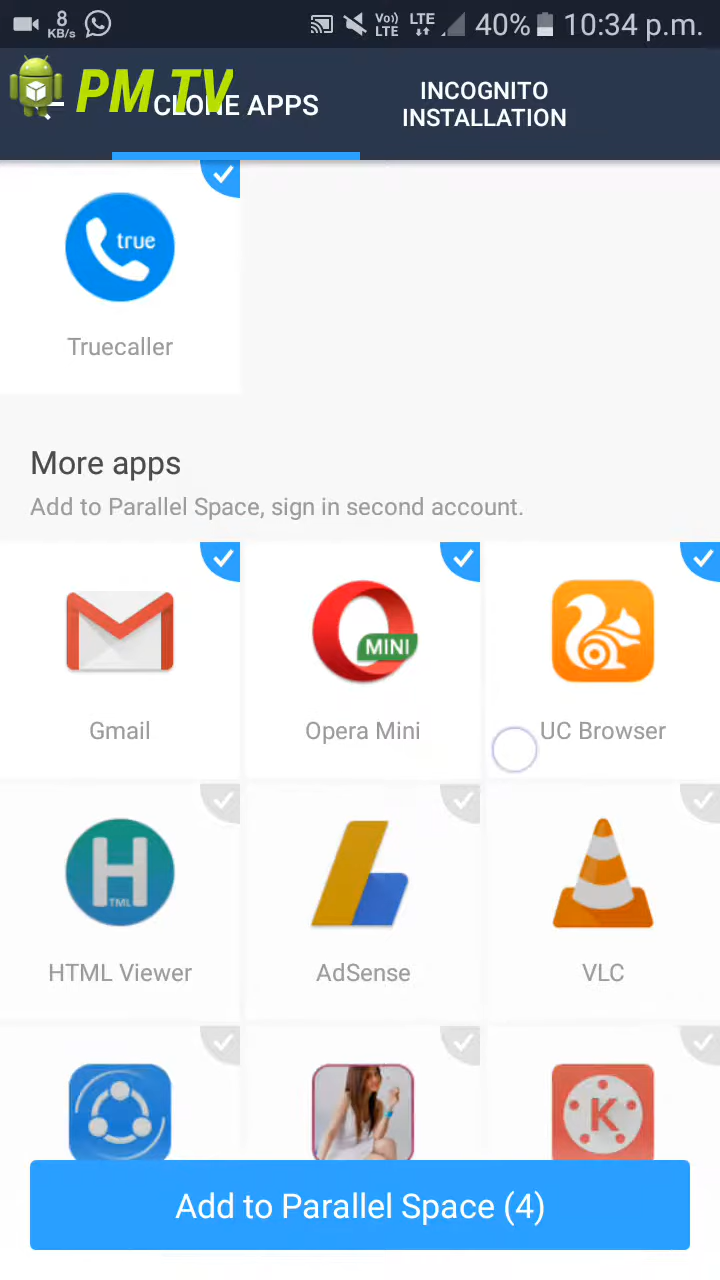 8
KB/s
Vo))
LTE
LTE
40%
10:34 p.m.
PM TV
CLONE APPS
INCOGNITO
INSTALLATION
true
Truecaller
More apps
Add to Parallel Space, sign in second account.
MINI
Gmail
Opera Mini
UC Browser
H
TML
HTML Viewer
AdSense
VLC
K
Add to Parallel Space (4)